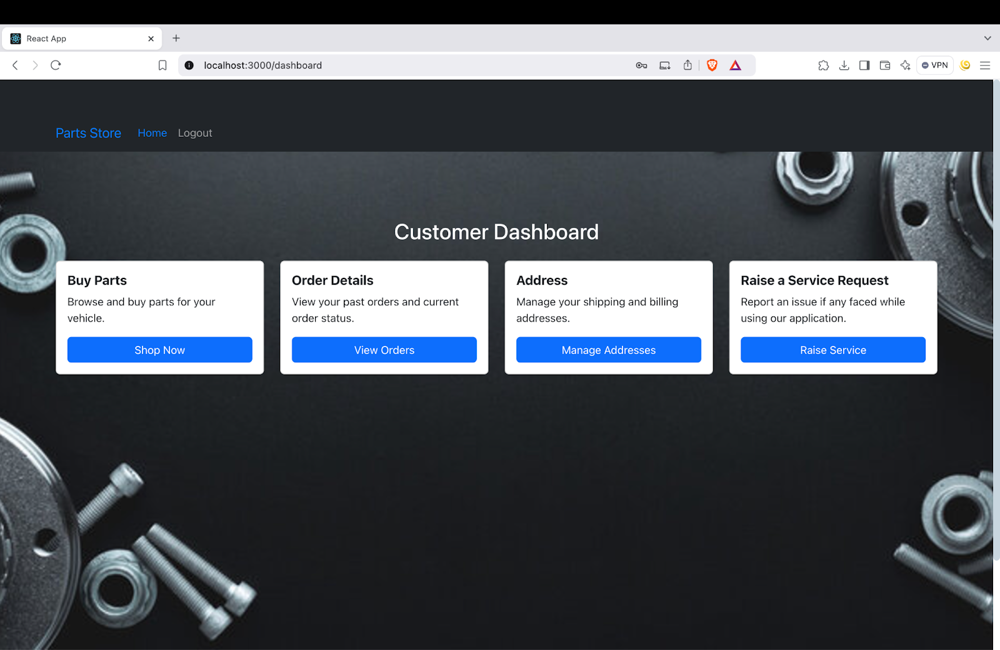 React App
localhost:3000/dashboard
VPN
Parts Store Home Logout
Customer Dashboard
Buy Parts
Browse and buy parts for your
vehicle.
Shop Now
Order Details
View your past orders and current
order status.
View Orders
Address
Manage your shipping and billing
addresses.
Manage Addresses
Raise a Service Request
Report an issue if any faced while
using our application.
Raise Service